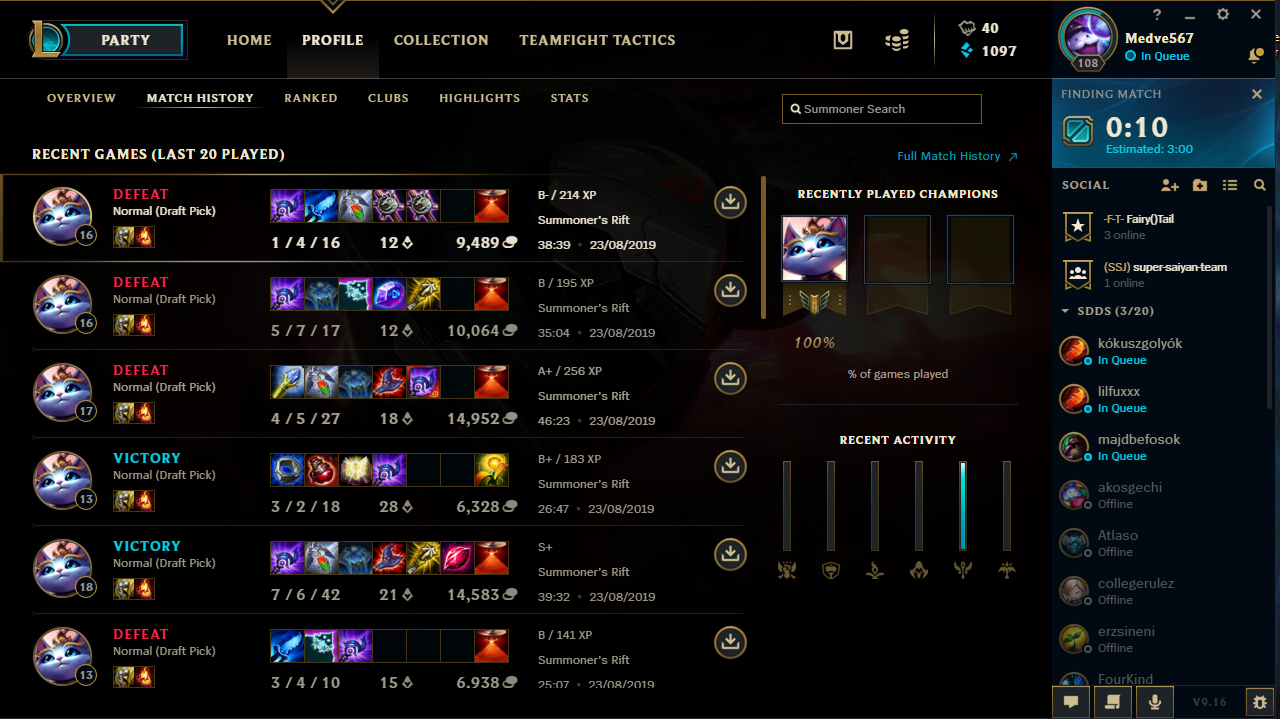 PARTY
HOME
PROFILE
COLLECTION
TEAMFIGHT TACTICS
40
1097
?
108
Medve567
In Queue
OVERVIEW
MATCH HISTORY
RANKED
CLUBS
HIGHLIGHTS
STATS
Summoner Search
FINDING MATCH
0:10
Estimated: 3:00
RECENT GAMES (LAST 20 PLAYED)
Full Match History
DEFEAT
Normal (Draft Pick)
16
1 / 4 / 16
12
9,489
B- / 214 XP
Summoner's Rift
38:39 • 23/08/2019
DEFEAT
Normal (Draft Pick)
16
5 / 7 / 17
12
10,064
B / 195 XP
Summoner's Rift
35:04 • 23/08/2019
DEFEAT
Normal (Draft Pick)
17
4 / 5 / 27
18
14,952
A+ / 256 XP
Summoner's Rift
46:23 • 23/08/2019
VICTORY
Normal (Draft Pick)
13
3 / 2 / 18
28
6,328
B+ / 183 XP
Summoner's Rift
26:47 • 23/08/2019
VICTORY
Normal (Draft Pick)
18
7 / 6 / 42
21
14,583
S+
Summoner's Rift
39:32 • 23/08/2019
DEFEAT
Normal (Draft Pick)
13
3 / 4 / 10
15
6,938
B / 141 XP
Summoner's Rift
25:07 • 23/08/2019
RECENTLY PLAYED CHAMPIONS
100%
% of games played
RECENT ACTIVITY
SOCIAL
-F-T- Fairy()Tail
3 online
(SSJ) super-saiyan-team
1 online
SDDS (3/20)
kókuszgolyók
In Queue
lilfuxxx
In Queue
majdbefosok
In Queue
akosgechi
Offline
Atlaso
Offline
collegerulez
Offline
erzsineni
Offline
FourKind
V9.16